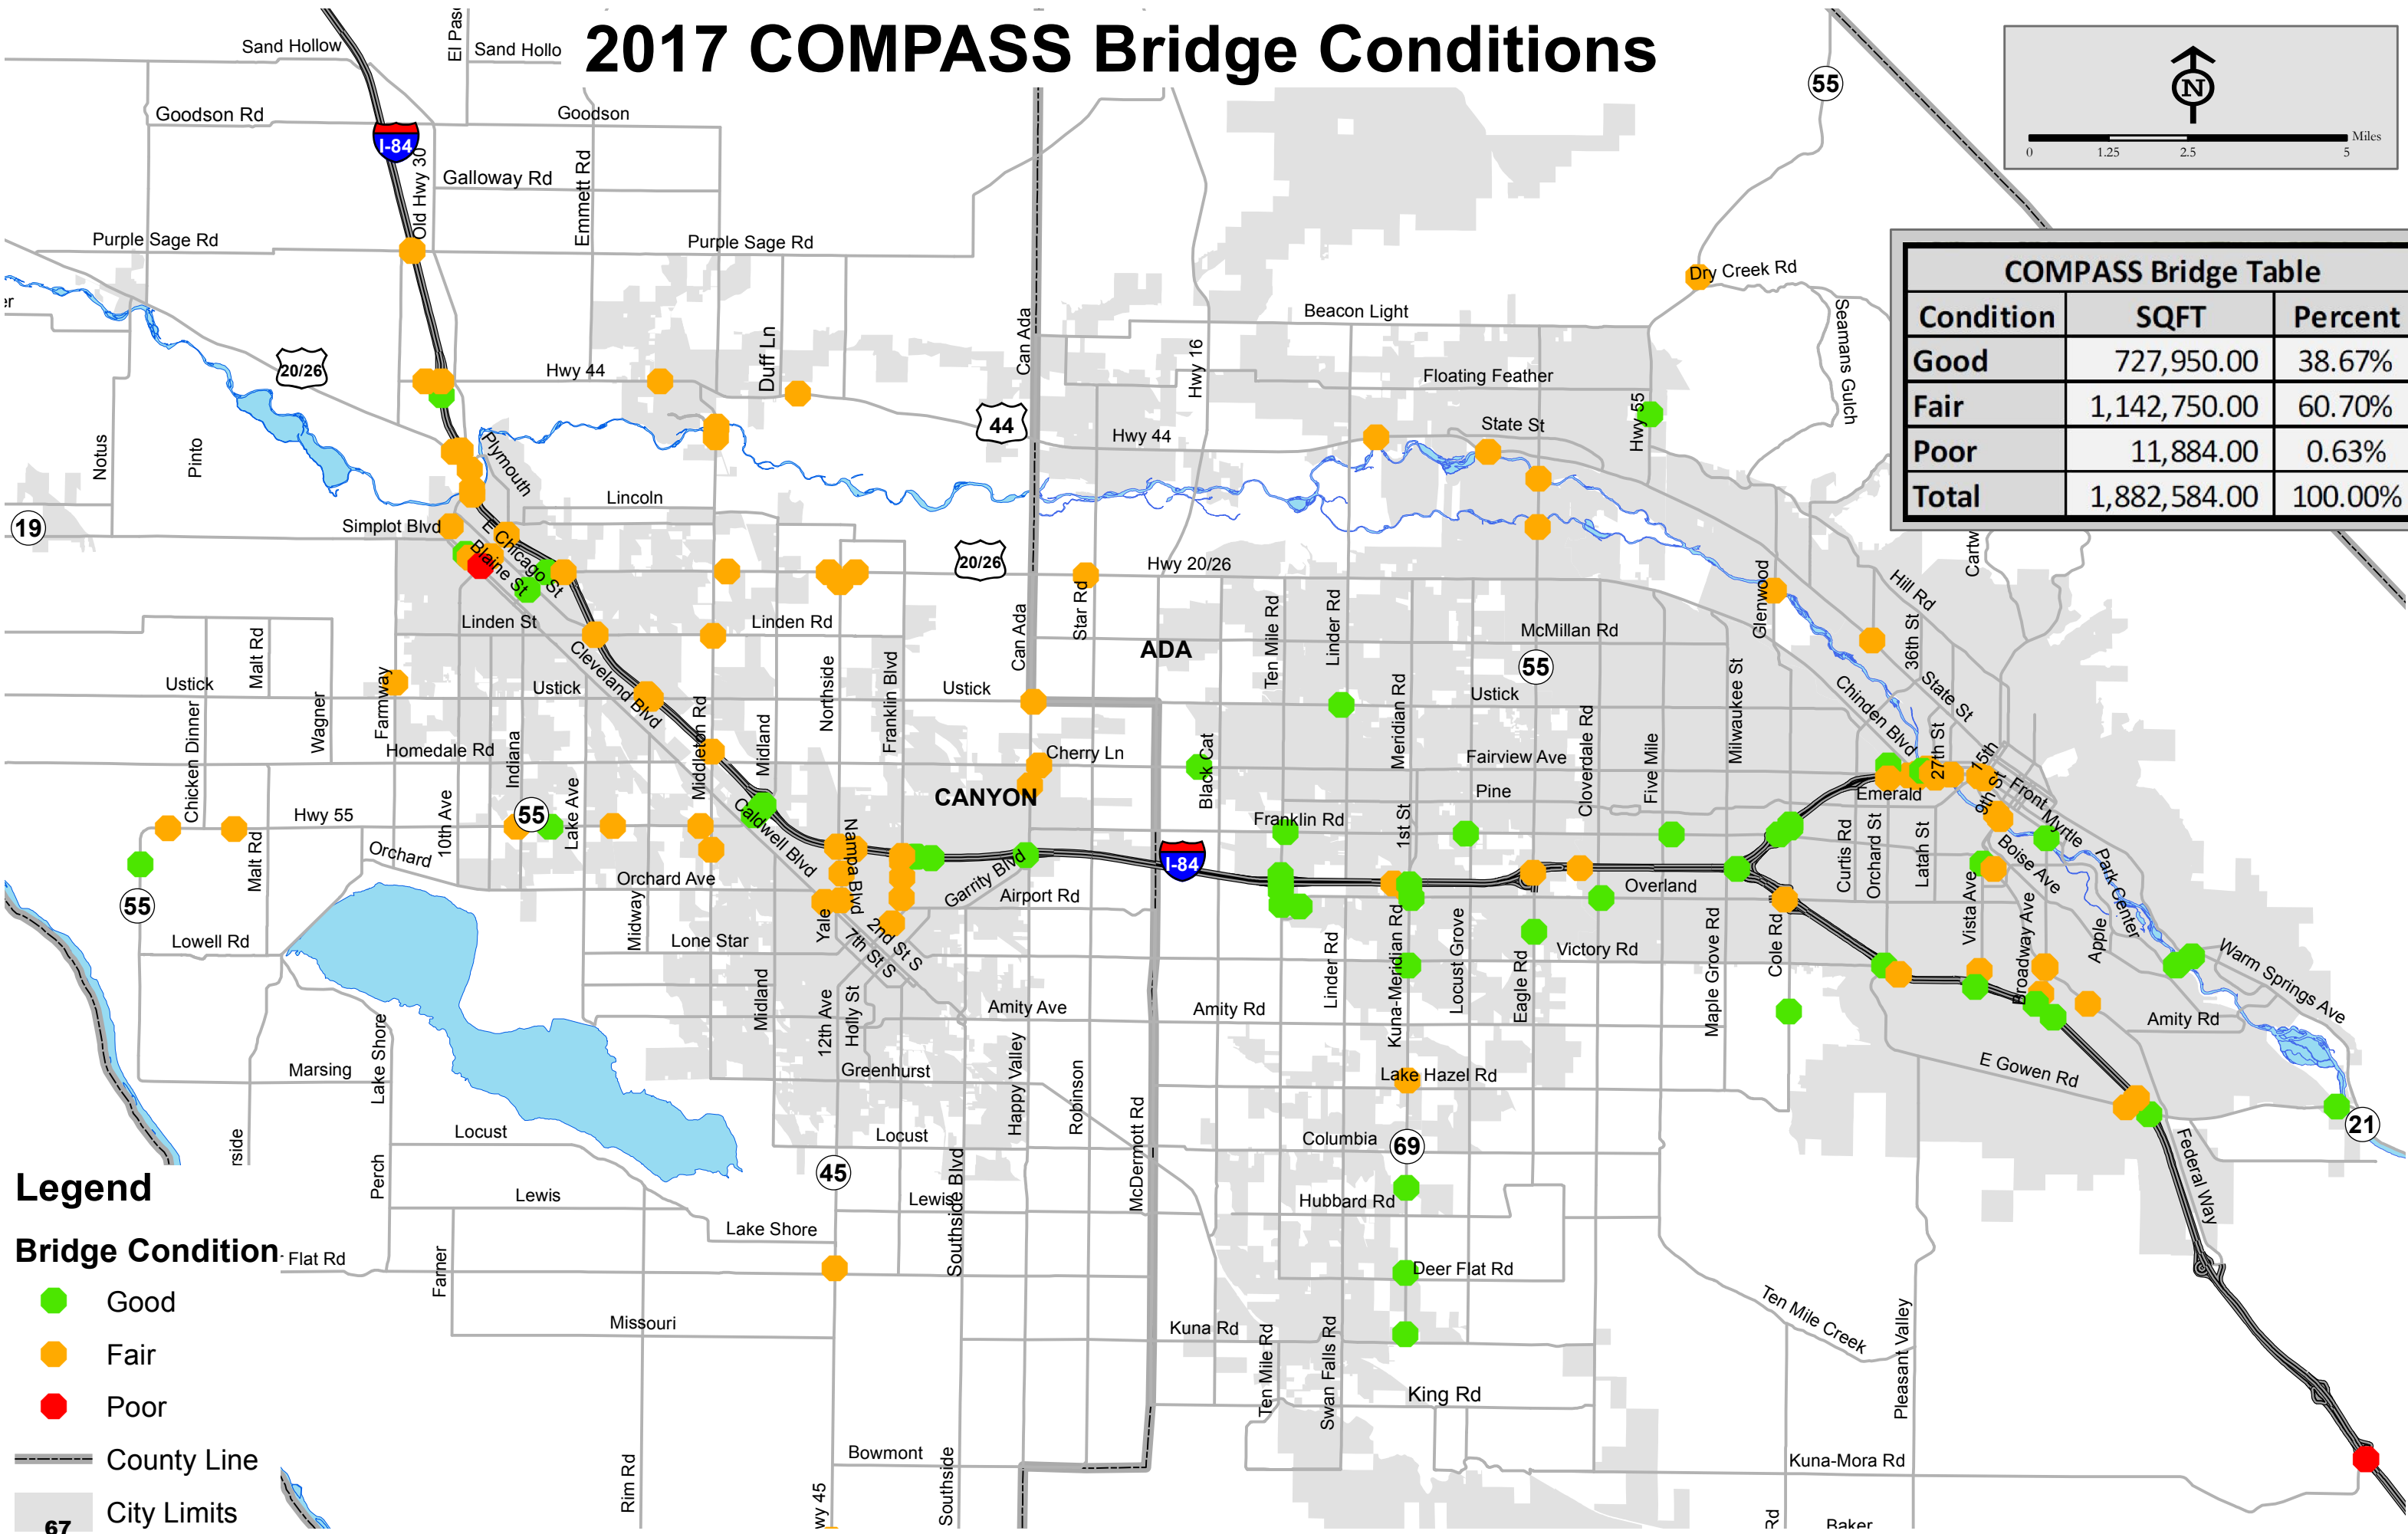 2017 COMPASS Bridge Conditions
Sand Hollow
El Pas
Sand Hollo
55
N
Miles
0 1.25 2.5 5
Goodson Rd
Goodson
I-84
Old Hwy 30
Emmett Rd
Galloway Rd
Purple Sage Rd
Purple Sage Rd
Dry Creek Rd
Seamans Gulch
COMPASS Bridge Table
Condition SQFT Percent
Good 727,950.00 38.67%
Fair 1,142,750.00 60.70%
Poor 11,884.00 0.63%
Total 1,882,584.00 100.00%
er
20/26
Can Ada
Beacon Light
Hwy 16
Hwy 44
Duff Ln
Floating Feather
Hwy 55
44
Hwy 44
State St
Notus
Pinto
Plymouth
Lincoln
19
Simplot Blvd
E Chicago St
Blaine St
20/26
Hwy 20/26
Star Rd
Can Ada
Glenwood
Hill Rd
Cartw
36th St
Linden St
Linden Rd
ADA
Ten Mile Rd
Linder Rd
McMillan Rd
55
Malt Rd
Ustick
Chicken Dinner
Wagner
Farmway
Ustick
Cleveland Blvd
Northside
Franklin Blvd
Ustick
Meridian Rd
Ustick
Milwaukee St
Chinden Blvd
State St
Homedale Rd
Indiana
Middleton Rd
Midland
Cherry Ln
Black Cat
Fairview Ave
Cloverdale Rd
Five Mile
27th St
15th
9th St
Front
Myrtle
Emerald
CANYON
Pine
Hwy 55
55
10th Ave
Lake Ave
Caldwell Blvd
Nampa Blvd
Franklin Rd
1st St
Malt Rd
Orchard
Garrity Blvd
I-84
Curtis Rd
Orchard St
Latah St
Boise Ave
Park Center
Orchard Ave
Airport Rd
Overland
Vista Ave
Broadway Ave
Apple
55
Midway
Yale
2nd St S
7th St S
Lowell Rd
Lone Star
Linder Rd
Kuna-Meridian Rd
Locust Grove
Eagle Rd
Victory Rd
Maple Grove Rd
Cole Rd
Warm Springs Ave
Midland
12th Ave
Holly St
Amity Ave
Amity Rd
Amity Rd
Lake Shore
Marsing
Greenhurst
Happy Valley
Robinson
McDermott Rd
Lake Hazel Rd
E Gowen Rd
21
rside
Locust
Locust
Columbia
69
Federal Way
Perch
45
Lewis
Lewis
Southside Blvd
Hubbard Rd
Lake Shore
Flat Rd
Farner
Deer Flat Rd
Missouri
Kuna Rd
Ten Mile Rd
Swan Falls Rd
Ten Mile Creek
Pleasant Valley
King Rd
Rim Rd
wy 45
Bowmont
Southside
Kuna-Mora Rd
Rd
Baker
Legend
Bridge Condition
Good
Fair
Poor
County Line
City Limits
67